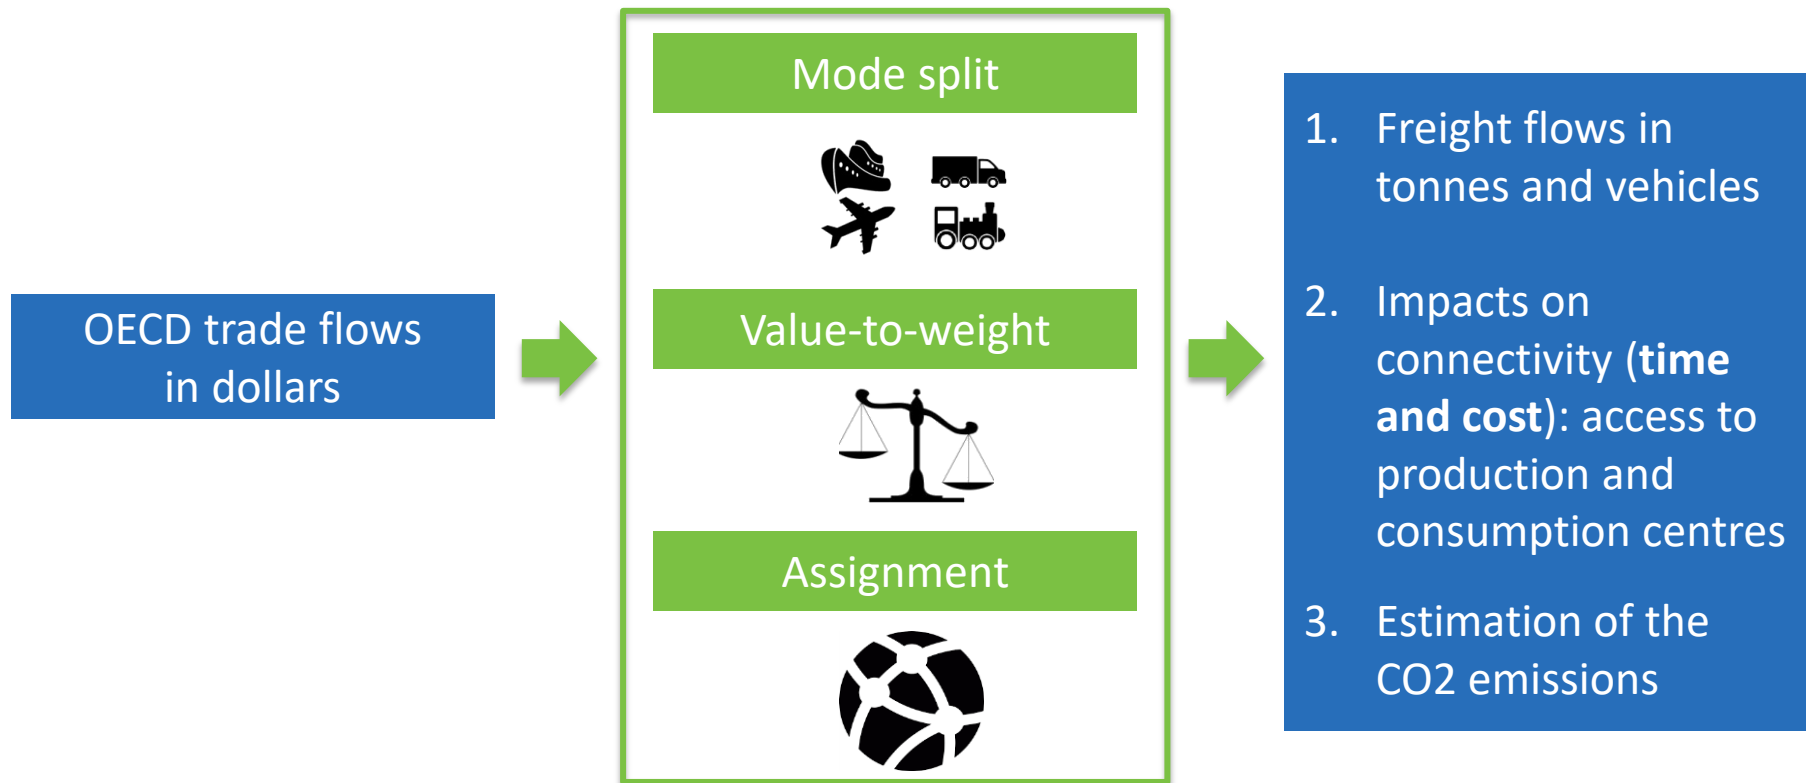 OECD trade flows
in dollars
Mode split
Value-to-weight
Assignment
1. Freight flows in
tonnes and vehicles
2. Impacts on
connectivity (time
and cost): access to
production and
consumption centres
3. Estimation of the
CO2 emissions